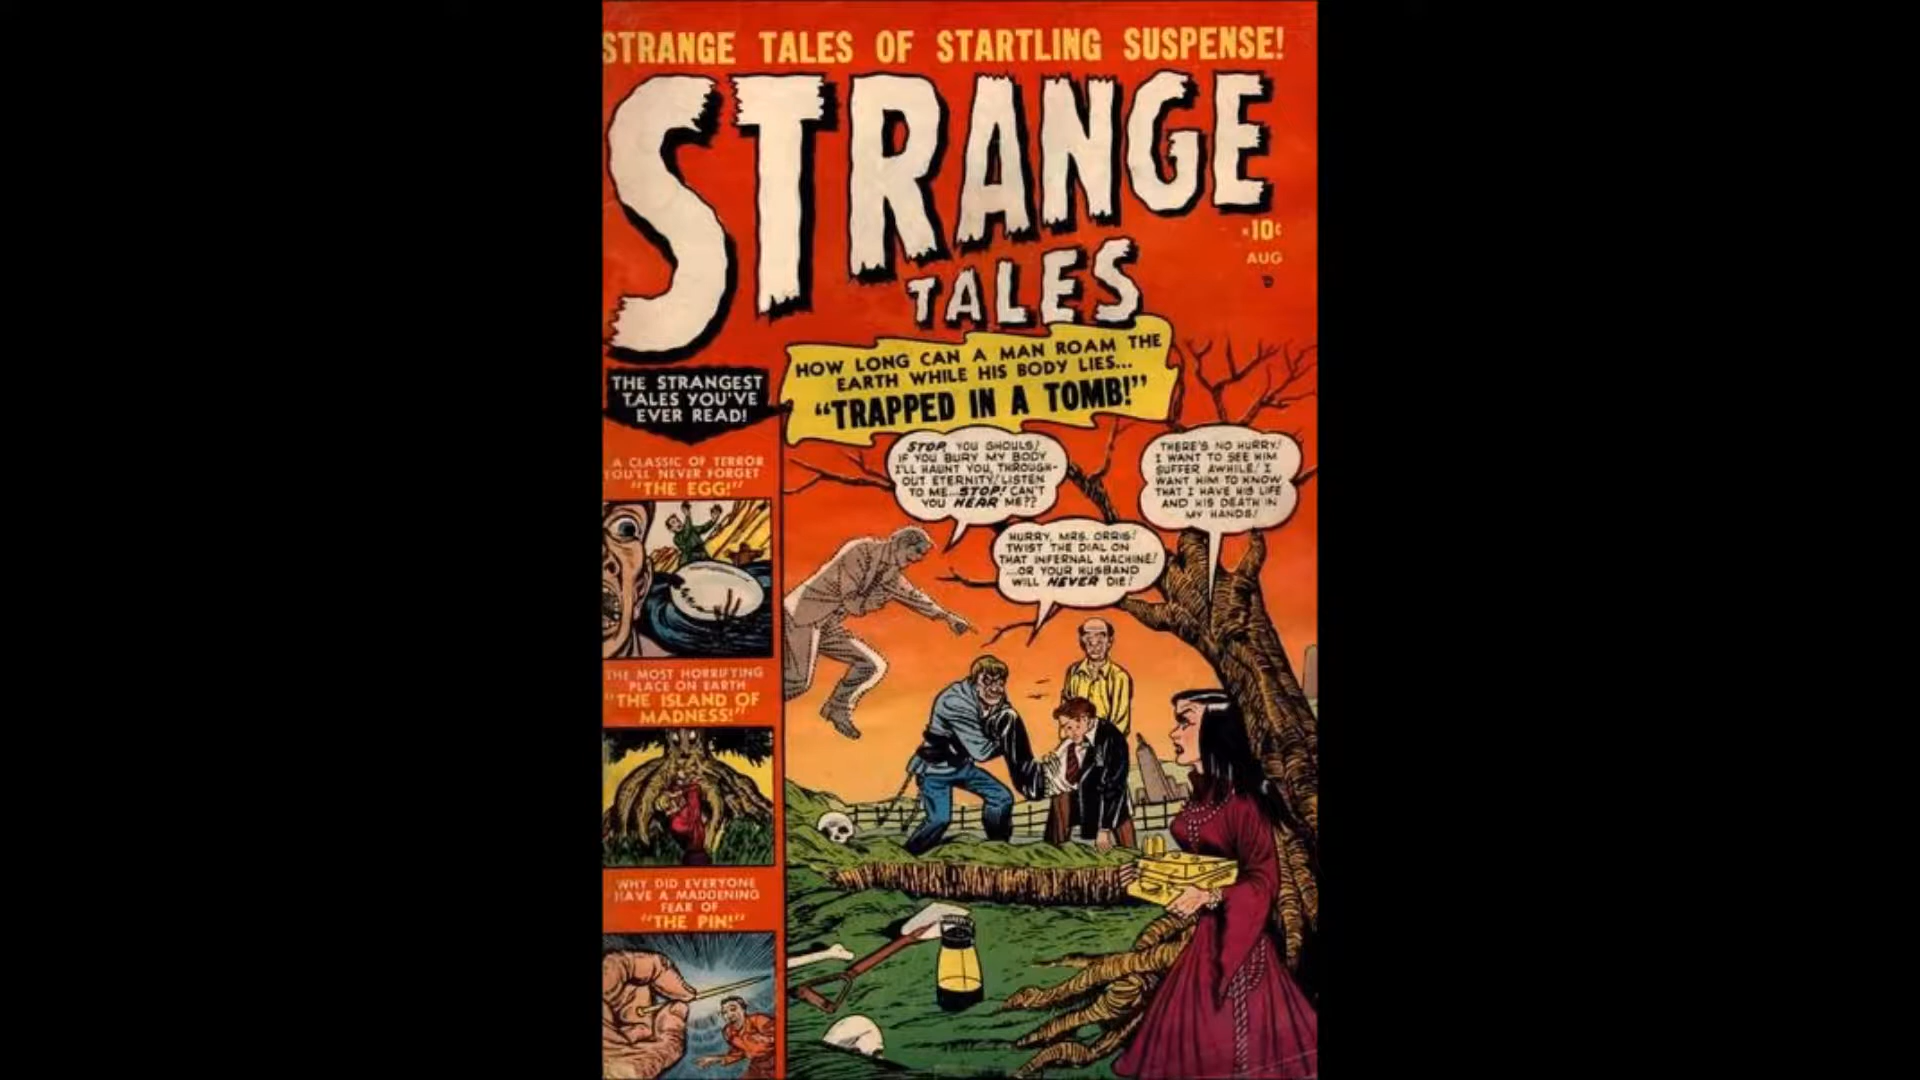 STRANGE TALES OF STARTLING SUSPENSE!
STRANGE
TALES
10¢
AUG
HOW LONG CAN A MAN ROAM THE
EARTH WHILE HIS BODY LIES...
"TRAPPED IN A TOMB!"
THE STRANGEST
TALES YOU'VE
EVER READ!
A CLASSIC OF TERROR
YOU'LL NEVER FORGET
"THE EGG!"
THE MOST HORRIFYING
PLACE ON EARTH
"THE ISLAND OF
MADNESS!"
WHY DID EVERYONE
HAVE A MADDENING
FEAR OF
"THE PIN!"
STOP, YOU GHOULS!
IF YOU BURY MY BODY
I'LL HAUNT YOU, THROUGH-
OUT ETERNITY! LISTEN
TO ME...STOP! CAN'T
YOU HEAR ME??
HURRY, MRS. ORRIS!
TWIST THE DIAL ON
THAT INFERNAL MACHINE!
...OR YOUR HUSBAND
WILL NEVER DIE!
THERE'S NO HURRY!
I WANT TO SEE HIM
SUFFER AWHILE! I
WANT HIM TO KNOW
THAT I HAVE HIS LIFE
AND HIS DEATH IN
MY HANDS!